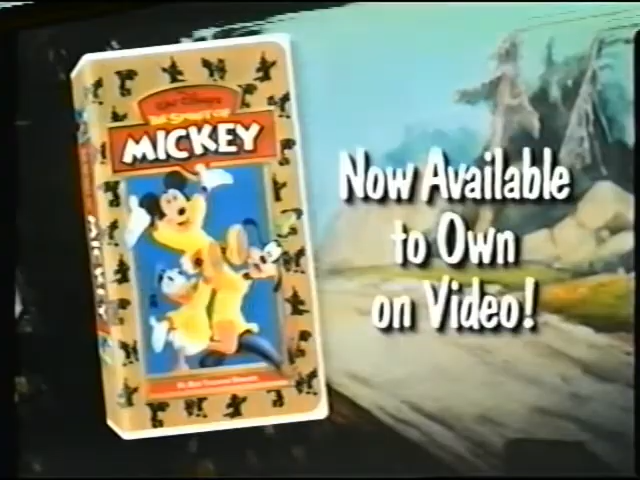 Walt Disney's
The Spirit of
MICKEY
MICKEY
Now Available
to Own
on Video!